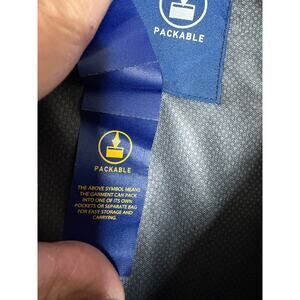 PACKABLE
PACKABLE
THE ABOVE SYMBOL MEANS
THE GARMENT CAN PACK
INTO ONE OF ITS OWN
POCKETS OR SEPARATE BAG
FOR EASY STORAGE AND
CARRYING.